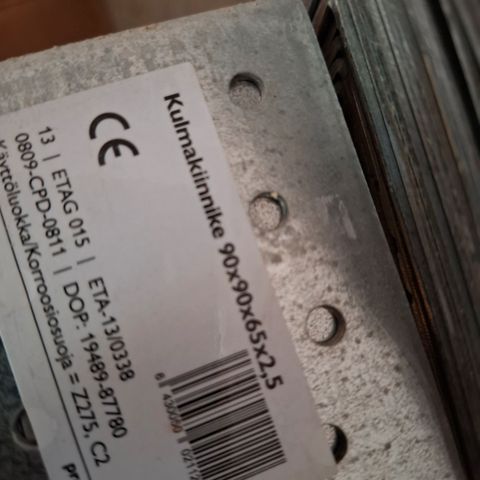 Kulmakiinnike 90x90x65x2,5
CE
13 | ETAG 015 | ETA-13/0338
0809-CPD-0811 | DOP: 19489-87780
Käyttöluokka/Korroosiosuoja = Z275, C2